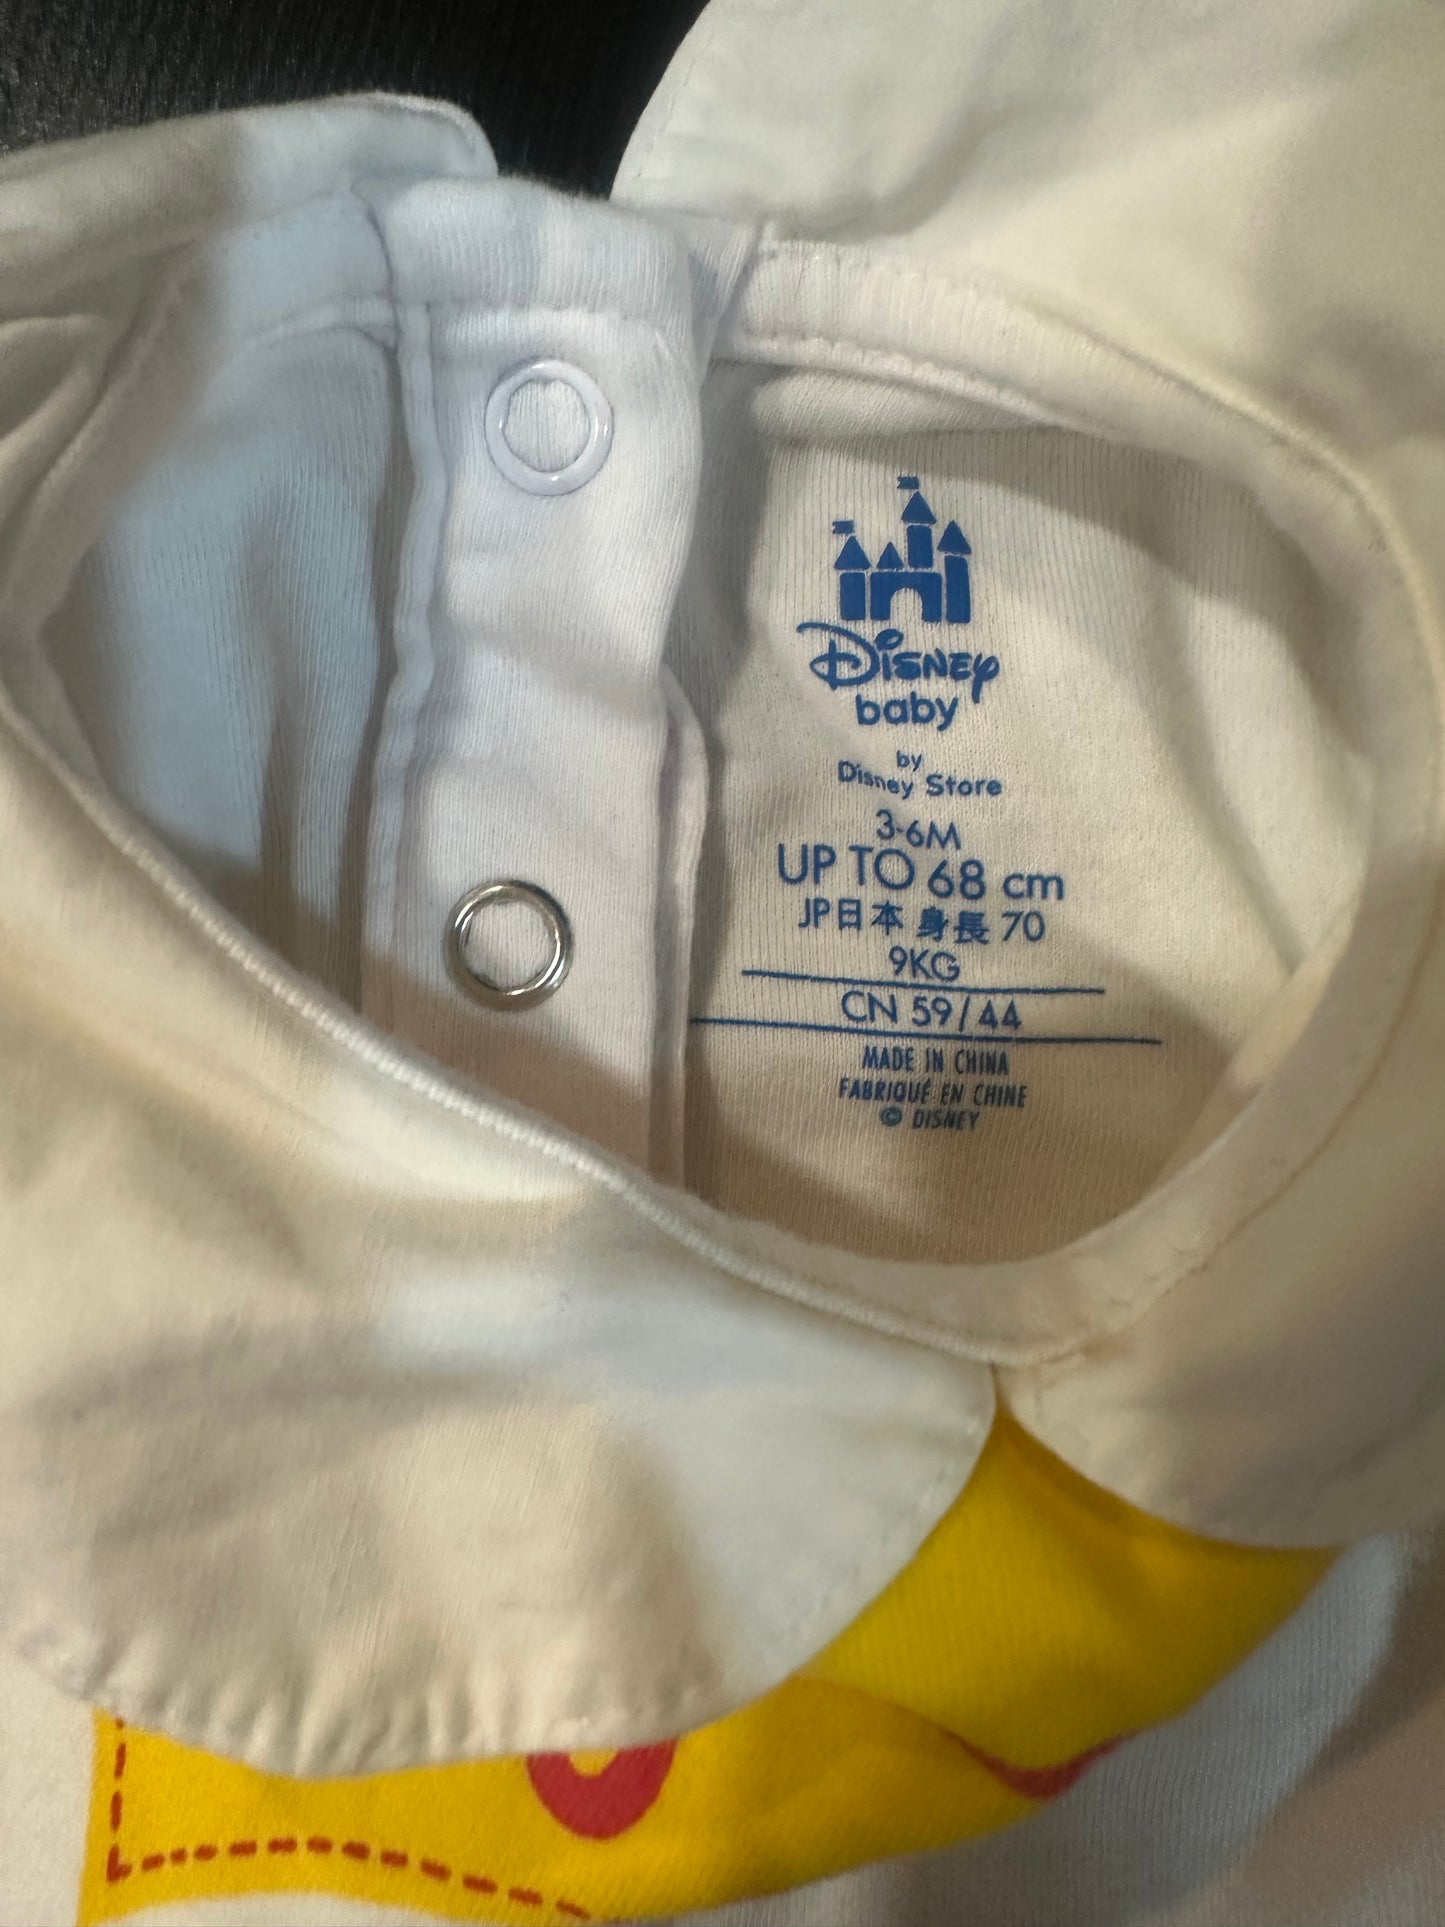 Disney
baby
by
Disney Store
3-6M
UP TO 68 cm
JP日本 身長 70
9KG
CN 59/44
MADE IN CHINA
FABRIQUÉ EN CHINE
© DISNEY